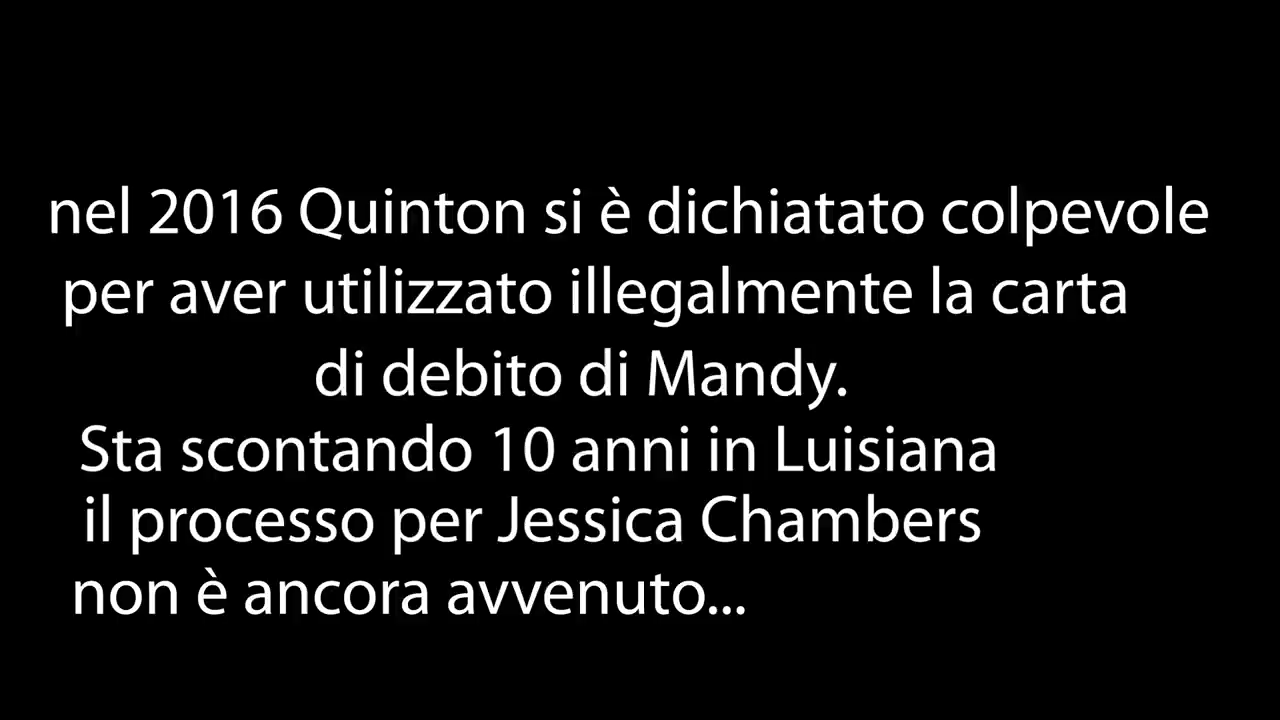 nel 2016 Quinton si è dichiatato colpevole
per aver utilizzato illegalmente la carta
di debito di Mandy.
Sta scontando 10 anni in Luisiana
il processo per Jessica Chambers
non è ancora avvenuto...